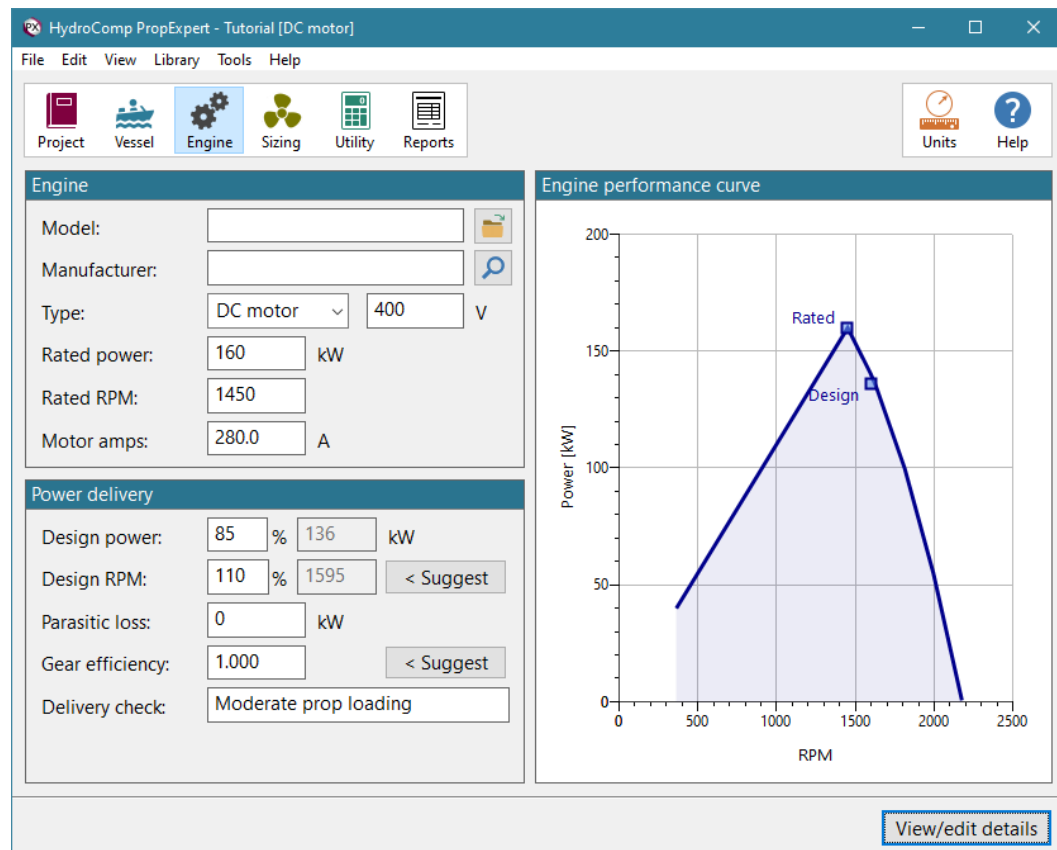 HydroComp PropExpert - Tutorial [DC motor]
File Edit View Library Tools Help
Project Vessel Engine Sizing Utility Reports Units Help
Engine
Model:
Manufacturer:
Type: DC motor 400 V
Rated power: 160 kW
Rated RPM: 1450
Motor amps: 280.0 A
Power delivery
Design power: 85 % 136 kW
Design RPM: 110 % 1595 < Suggest
Parasitic loss: 0 kW
Gear efficiency: 1.000 < Suggest
Delivery check: Moderate prop loading
Engine performance curve
200
Rated
150
Design
Power [kW]
100
50
0
0 500 1000 1500 2000 2500
RPM
View/edit details